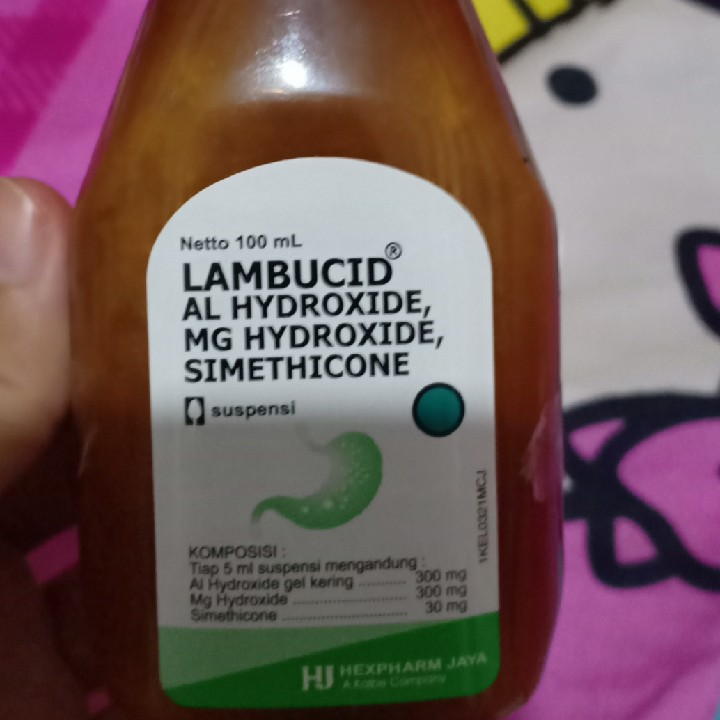 Netto 100 mL
LAMBUCID®
AL HYDROXIDE,
MG HYDROXIDE,
SIMETHICONE
suspensi
KOMPOSISI :
Tiap 5 ml suspensi mengandung :
Al Hydroxide gel kering ........... 300 mg
Mg Hydroxide .......................... 300 mg
Simethicone ............................ 30 mg
1KEL0321MCJ
HJ HEXPHARM JAYA
A Kalbe Company